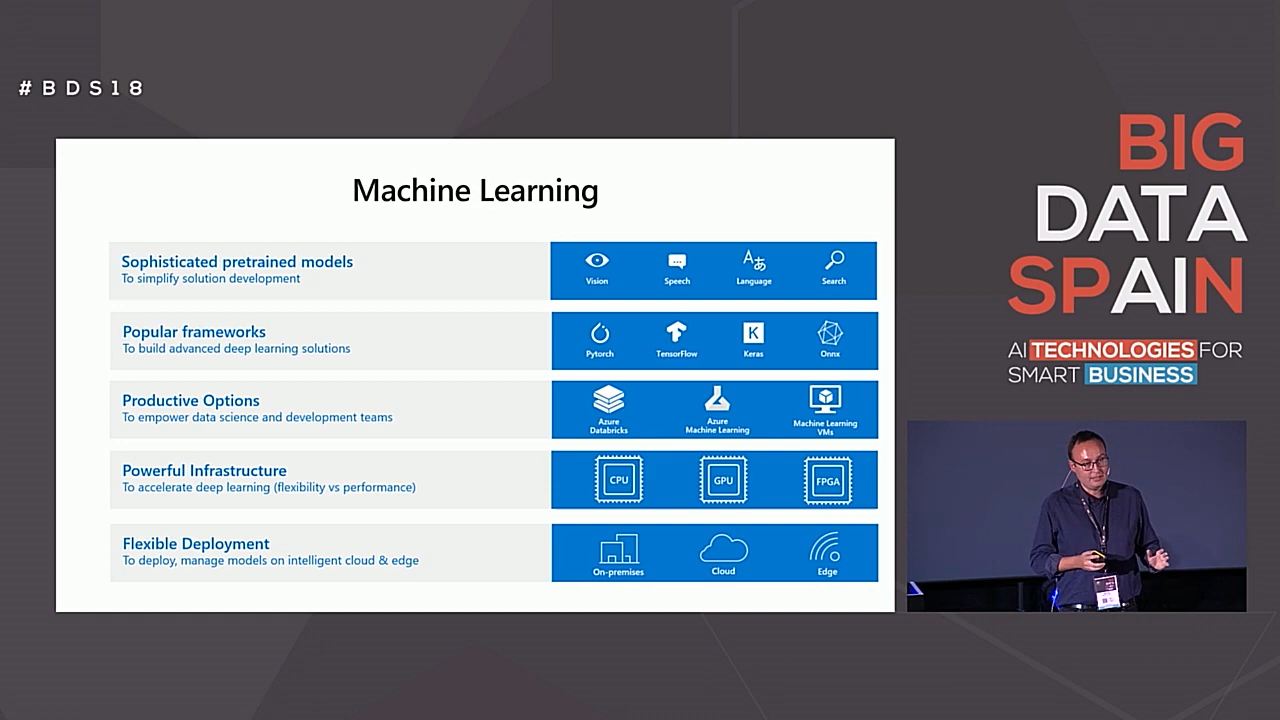 #BDS18
Machine Learning
Sophisticated pretrained models
To simplify solution development
Vision
Speech
Language
Search
Popular frameworks
To build advanced deep learning solutions
Pytorch
TensorFlow
K
Keras
Onnx
Productive Options
To empower data science and development teams
Azure
Databricks
Azure
Machine Learning
Machine Learning
VMs
Powerful Infrastructure
To accelerate deep learning (flexibility vs performance)
CPU
GPU
FPGA
Flexible Deployment
To deploy, manage models on intelligent cloud & edge
On-premises
Cloud
Edge
BIG
DATA
SPAIN
AI TECHNOLOGIES FOR
SMART BUSINESS